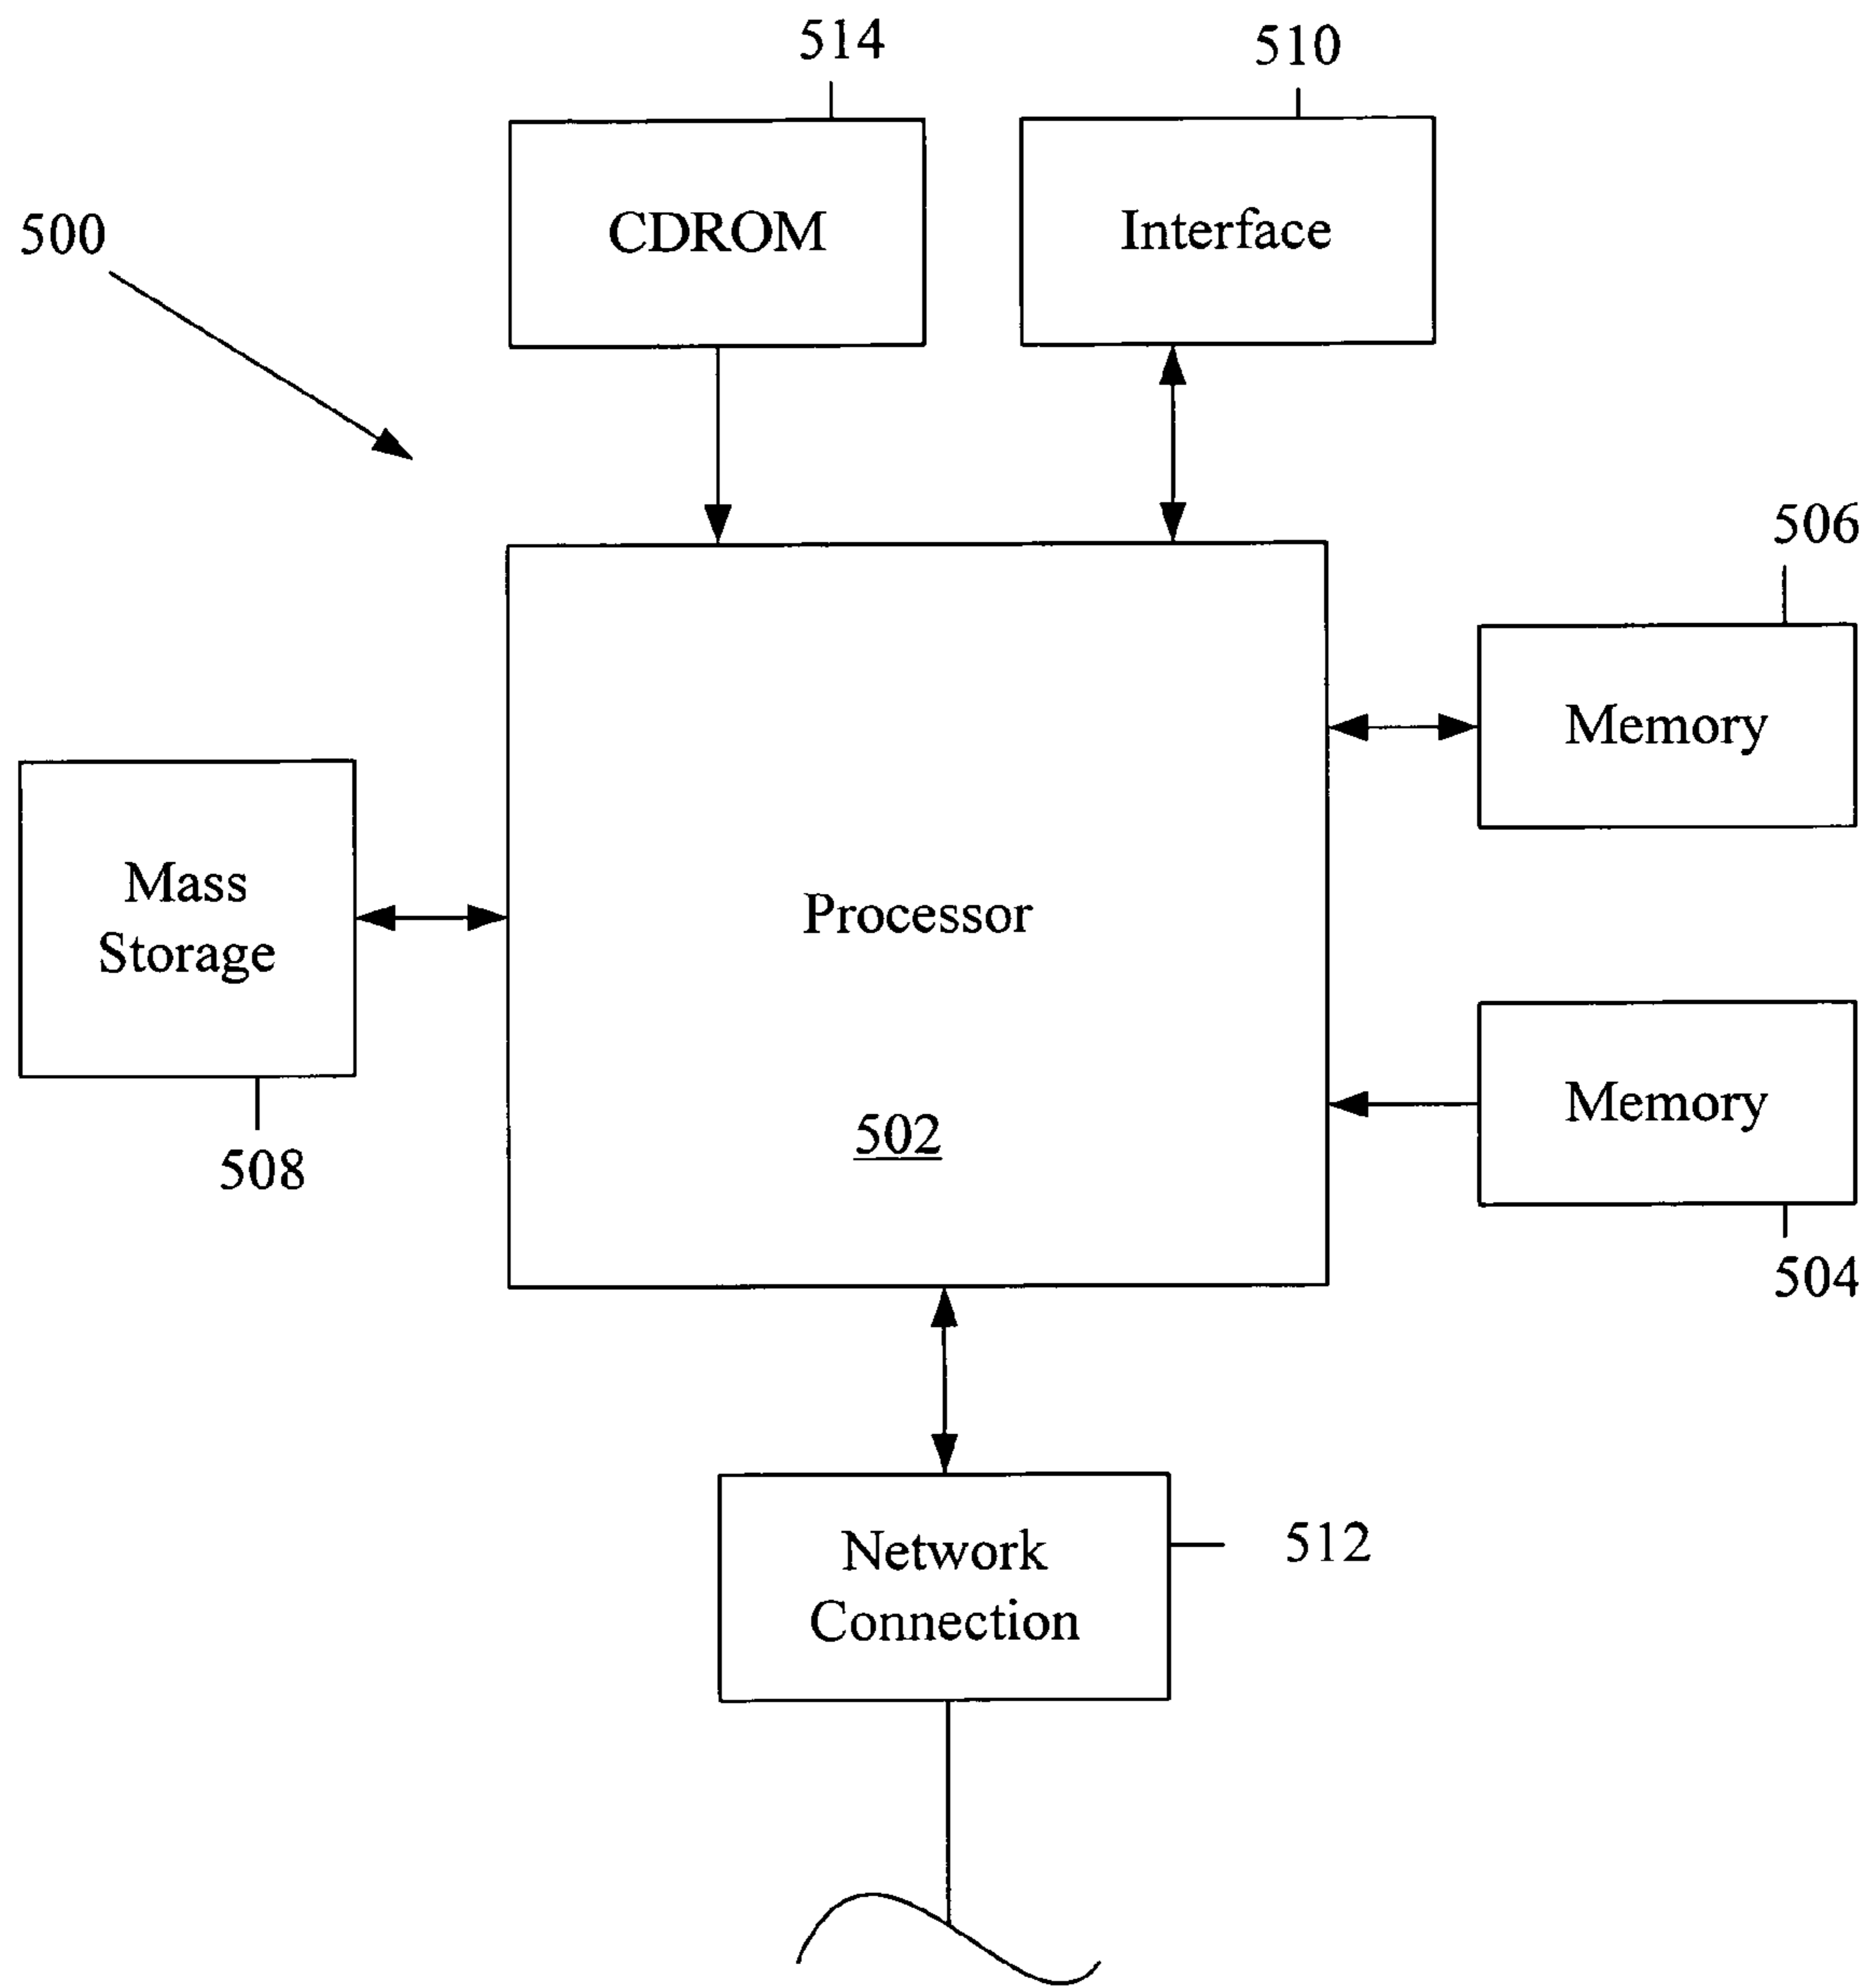 514
510
500
CDROM
Interface
506
Memory
Mass
Storage
Processor
Memory
502
508
504
Network
Connection
512